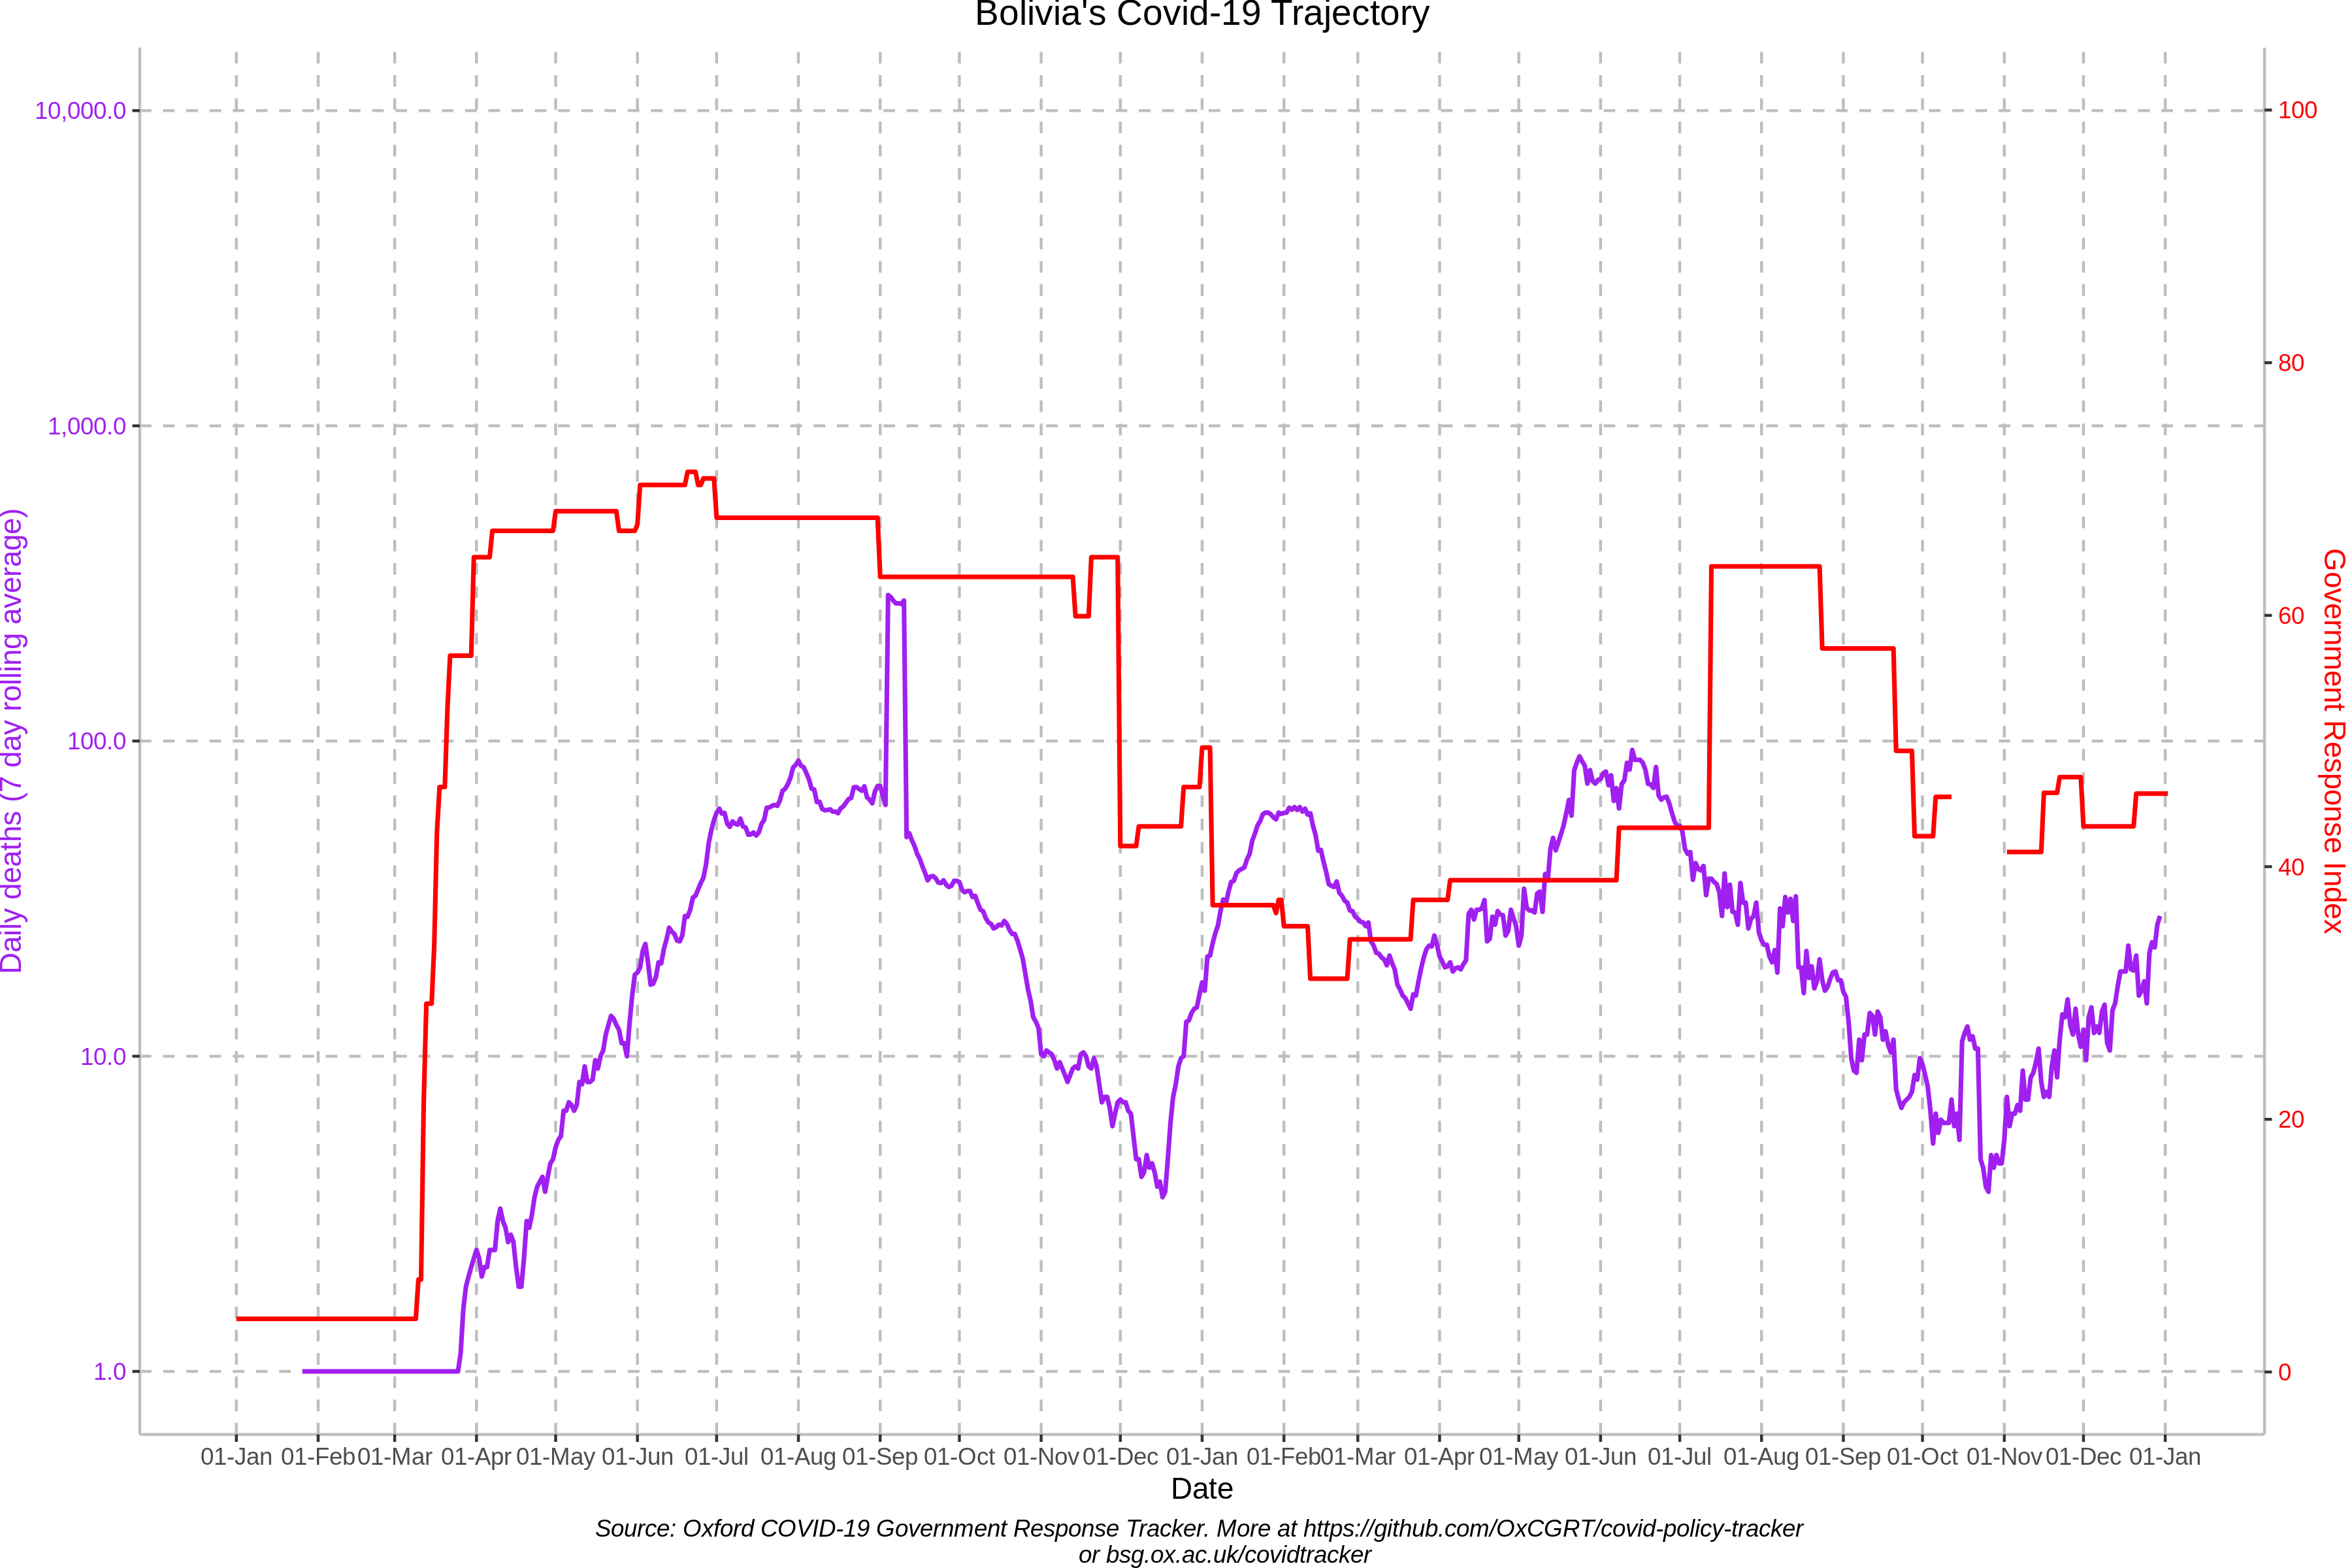 Bolivia's Covid-19 Trajectory
10,000.0
1,000.0
100.0
10.0
1.0
Daily deaths (7 day rolling average)
100
80
60
40
20
0
Government Response Index
01-Jan 01-Feb 01-Mar 01-Apr 01-May 01-Jun 01-Jul 01-Aug 01-Sep 01-Oct 01-Nov 01-Dec 01-Jan 01-Feb 01-Mar 01-Apr 01-May 01-Jun 01-Jul 01-Aug 01-Sep 01-Oct 01-Nov 01-Dec 01-Jan
Date
Source: Oxford COVID-19 Government Response Tracker. More at https://github.com/OxCGRT/covid-policy-tracker
or bsg.ox.ac.uk/covidtracker